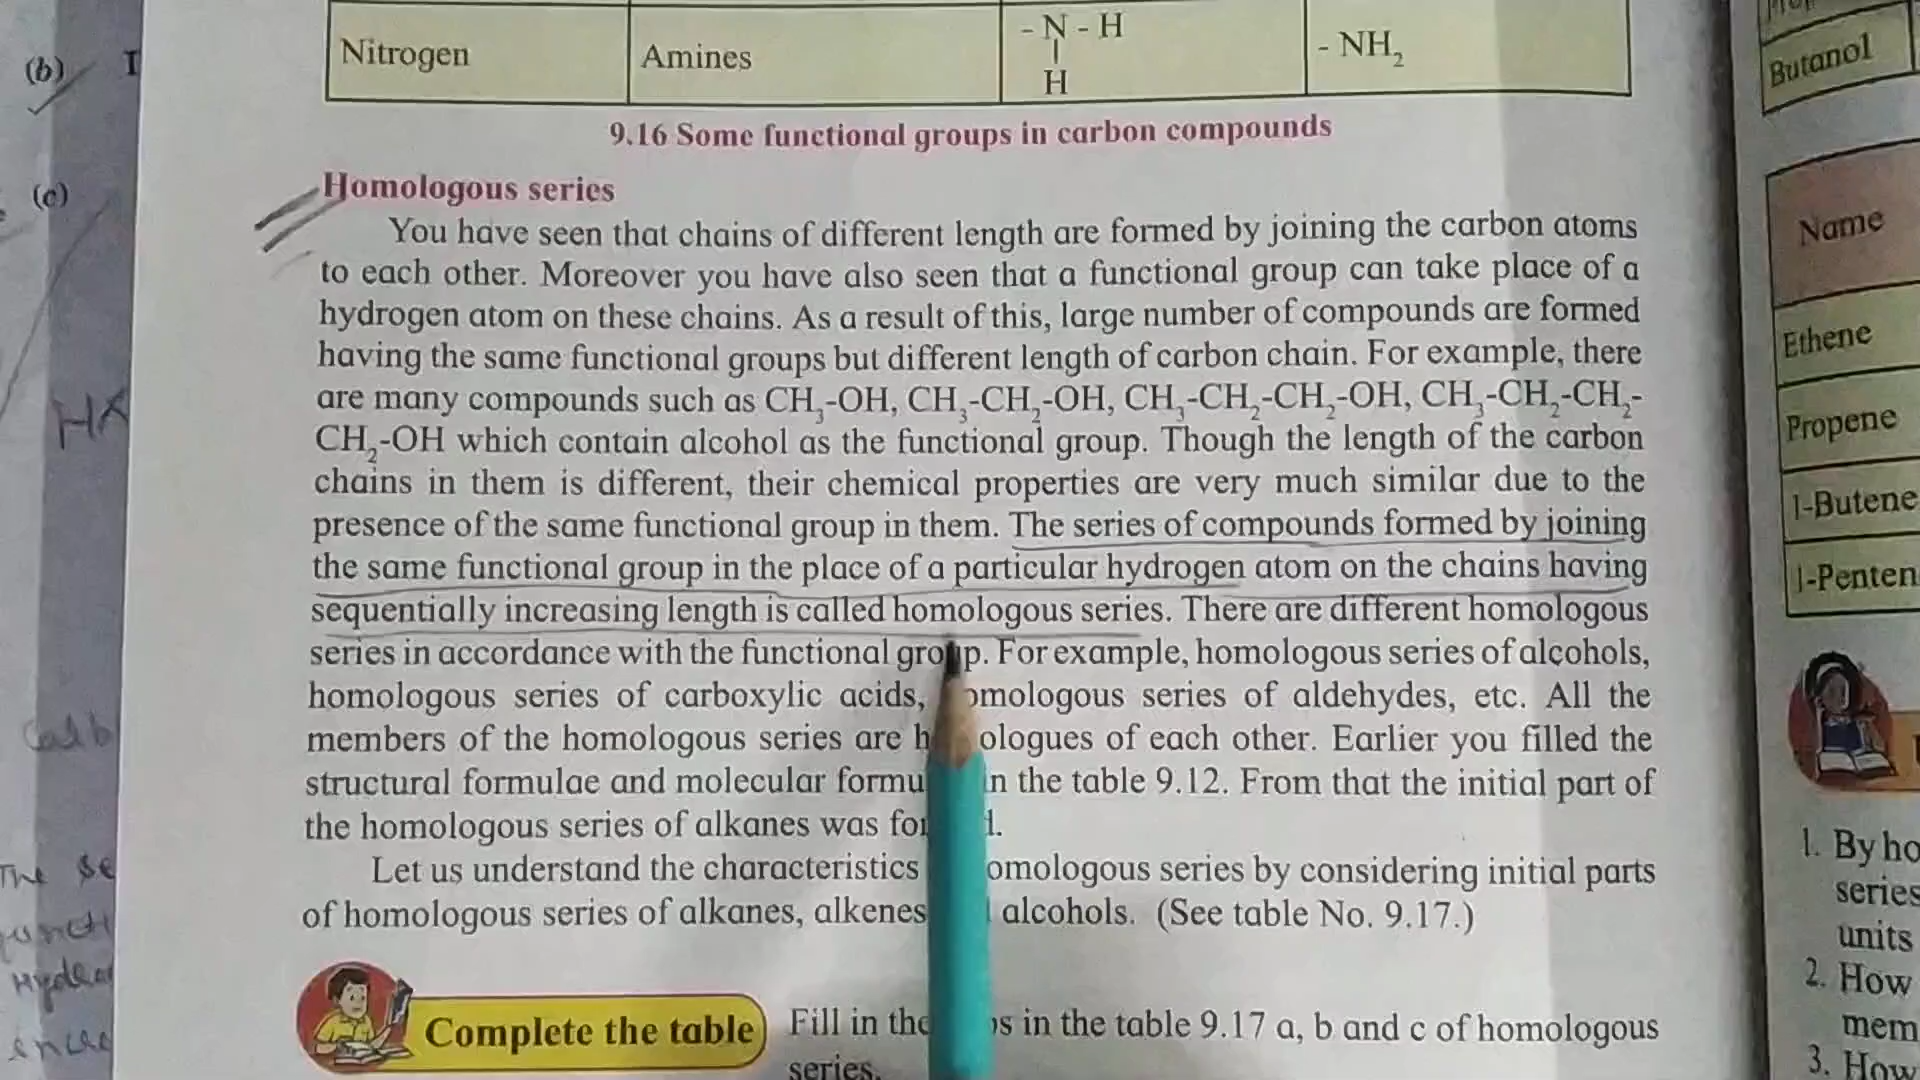 (b) I
(c)
HA
Nitrogen Amines - N - H - NH₂
H
9.16 Some functional groups in carbon compounds
Homologous series
You have seen that chains of different length are formed by joining the carbon atoms
to each other. Moreover you have also seen that a functional group can take place of a
hydrogen atom on these chains. As a result of this, large number of compounds are formed
having the same functional groups but different length of carbon chain. For example, there
are many compounds such as CH₃-OH, CH₃-CH₂-OH, CH₃-CH₂-CH₂-OH, CH₃-CH₂-CH₂-
CH₂-OH which contain alcohol as the functional group. Though the length of the carbon
chains in them is different, their chemical properties are very much similar due to the
presence of the same functional group in them. The series of compounds formed by joining
the same functional group in the place of a particular hydrogen atom on the chains having
sequentially increasing length is called homologous series. There are different homologous
series in accordance with the functional group. For example, homologous series of alcohols,
homologous series of carboxylic acids, omologous series of aldehydes, etc. All the
members of the homologous series are h ologues of each other. Earlier you filled the
structural formulae and molecular formu in the table 9.12. From that the initial part of
the homologous series of alkanes was for d.
Let us understand the characteristics omologous series by considering initial parts
of homologous series of alkanes, alkenes alcohols. (See table No. 9.17.)
Complete the table
Fill in the ps in the table 9.17 a, b and c of homologous
series.
Butanol
Name
Ethene
Propene
1-Butene
1-Penten
1. By ho
series
units
2. How
mem
3. How